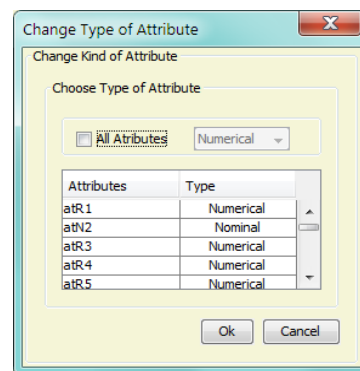 Change Type of Attribute
Change Kind of Attribute
Choose Type of Attribute
All Atributes Numerical
Attributes Type
atR1 Numerical
atN2 Nominal
atR3 Numerical
atR4 Numerical
atR5 Numerical
Ok Cancel